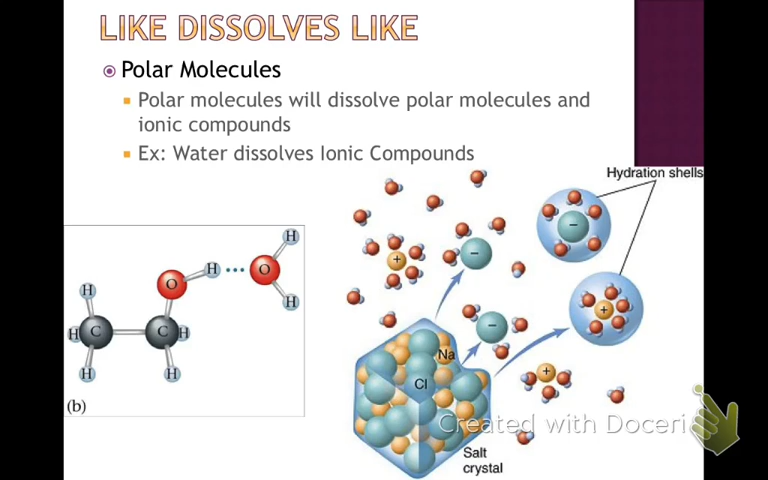 LIKE DISSOLVES LIKE
Polar Molecules
Polar molecules will dissolve polar molecules and
ionic compounds
Ex: Water dissolves Ionic Compounds
Hydration shells
−
+
−
+
−
+
Na
Cl
Salt
crystal
H
O
H
O
H
H
H
C
C
H
H
H
(b)
Created with Doceri